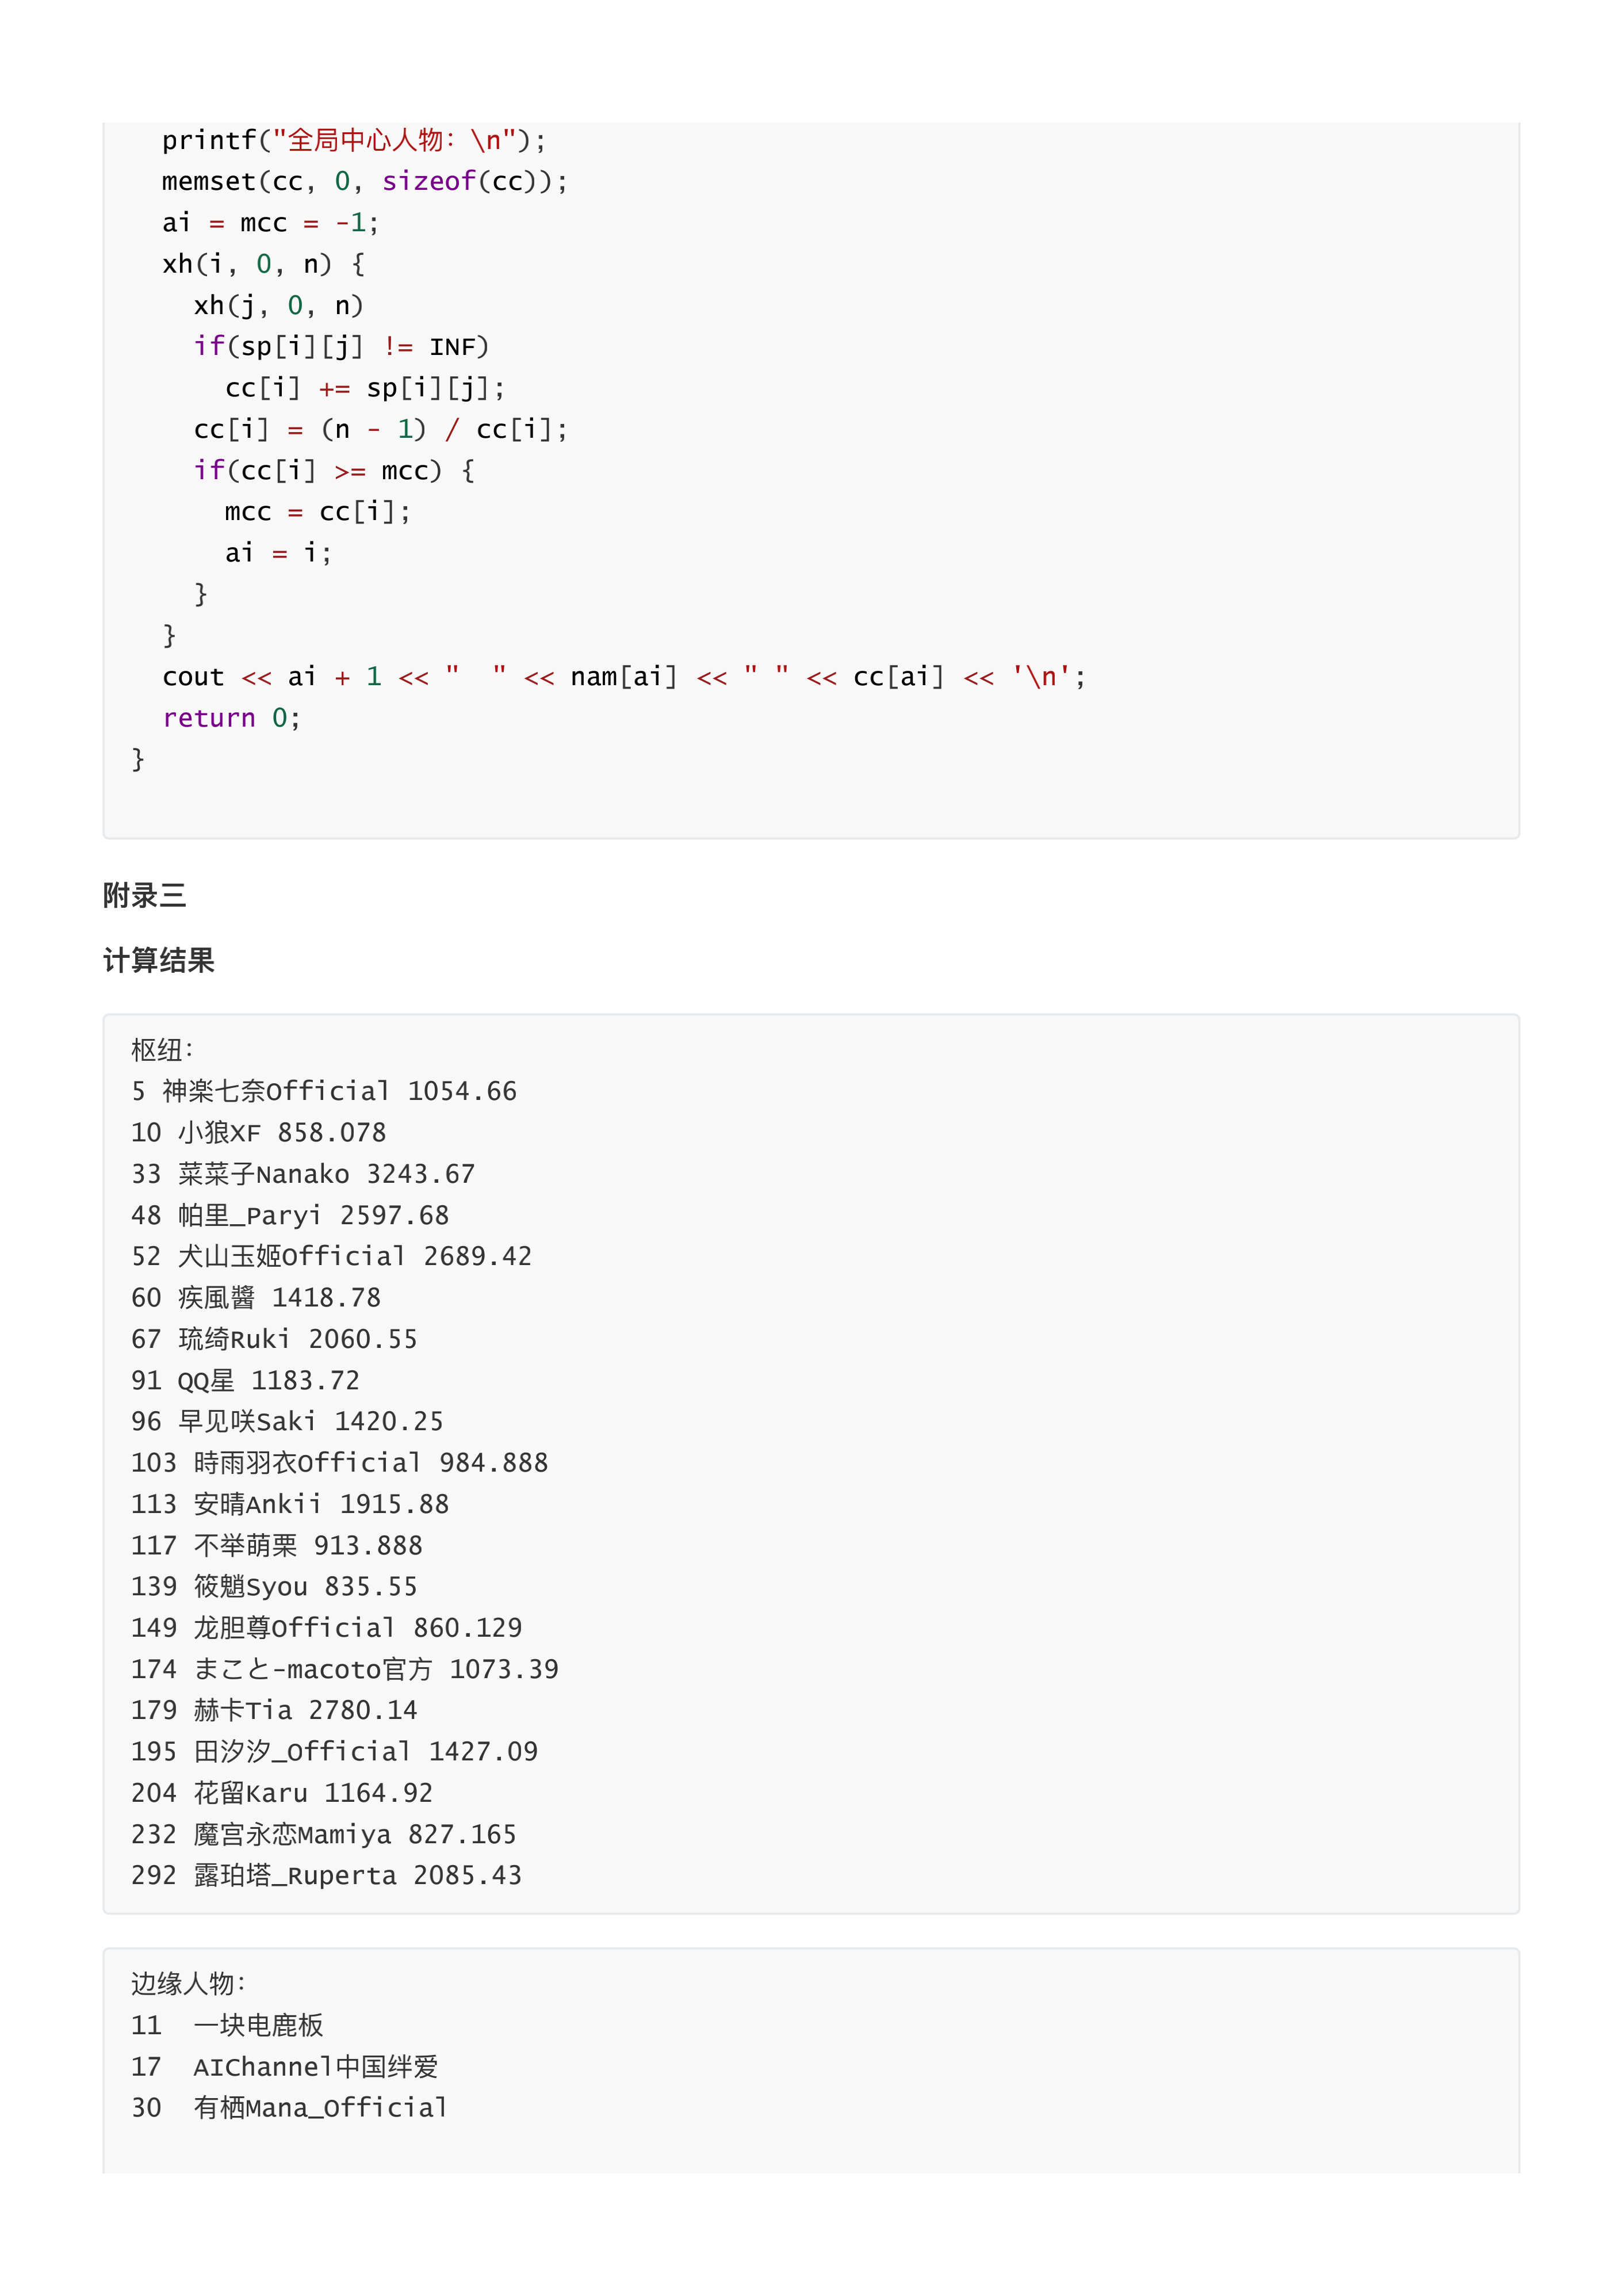 printf("全局中心人物：\n");
memset(cc, 0, sizeof(cc));
ai = mcc = -1;
xh(i, 0, n) {
xh(j, 0, n)
if(sp[i][j] != INF)
cc[i] += sp[i][j];
cc[i] = (n - 1) / cc[i];
if(cc[i] >= mcc) {
mcc = cc[i];
ai = i;
}
}
cout << ai + 1 << "  " << nam[ai] << " " << cc[ai] << '\n';
return 0;
}
附录三
计算结果
枢纽：
5 神楽七奈Official 1054.66
10 小狼XF 858.078
33 菜菜子Nanako 3243.67
48 帕里_Paryi 2597.68
52 犬山玉姬Official 2689.42
60 疾風醬 1418.78
67 琉绮Ruki 2060.55
91 QQ星 1183.72
96 早见咲Saki 1420.25
103 時雨羽衣Official 984.888
113 安晴Ankii 1915.88
117 不举萌栗 913.888
139 筱魈Syou 835.55
149 龙胆尊Official 860.129
174 まこと-macoto官方 1073.39
179 赫卡Tia 2780.14
195 田汐汐_Official 1427.09
204 花留Karu 1164.92
232 魔宫永恋Mamiya 827.165
292 露珀塔_Ruperta 2085.43
边缘人物：
11  一块电鹿板
17  AIChannel中国绊爱
30  有栖Mana_Official